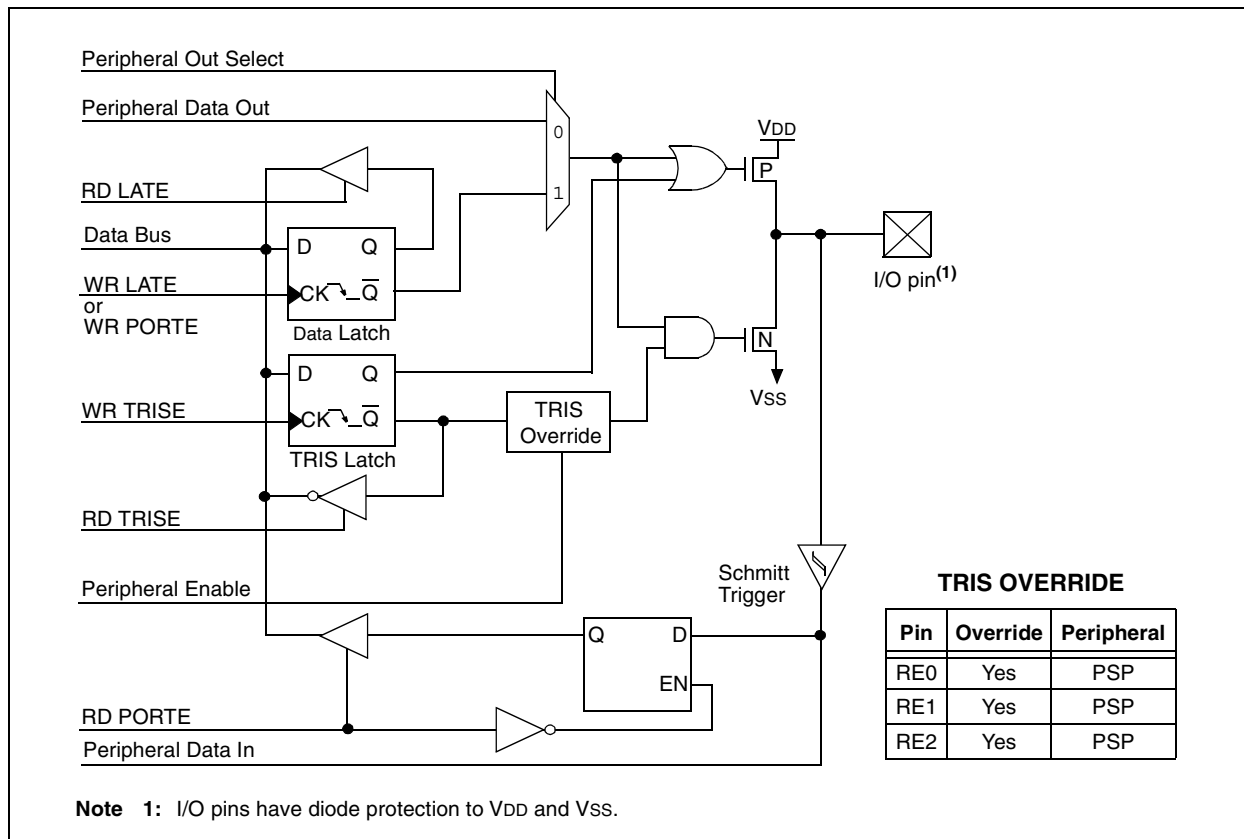 Peripheral Out Select
Peripheral Data Out
0
1
VDD
P
RD LATE
Data Bus
D Q
WR LATE
or
WR PORTE
CK Q̅
Data Latch
I/O pin(1)
N
VSS
D Q
WR TRISE
CK Q̅
TRIS Latch
TRIS
Override
RD TRISE
Peripheral Enable
Schmitt
Trigger
Q D
EN
RD PORTE
Peripheral Data In
TRIS OVERRIDE
Pin Override Peripheral
RE0 Yes PSP
RE1 Yes PSP
RE2 Yes PSP
Note 1: I/O pins have diode protection to VDD and VSS.